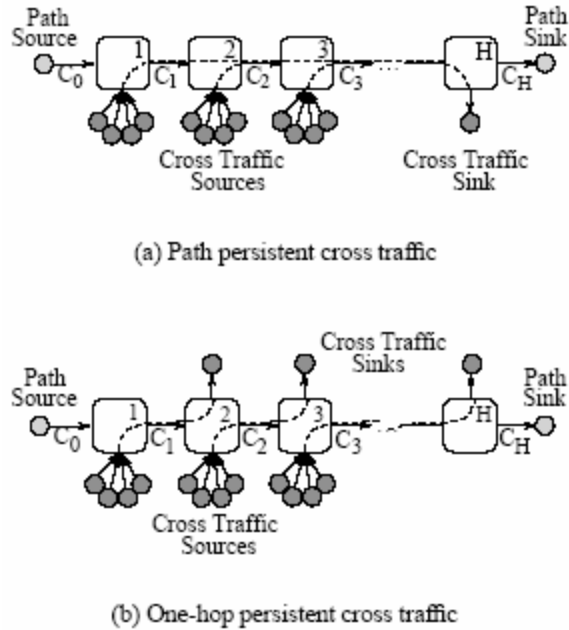 Path
Source
Path
Sink
1
2
3
H
C0
C1
C2
C3
...
CH
Cross Traffic
Sources
Cross Traffic
Sink
(a) Path persistent cross traffic
Cross Traffic
Sinks
Path
Source
Path
Sink
1
2
3
H
C0
C1
C2
C3
...
CH
Cross Traffic
Sources
(b) One-hop persistent cross traffic